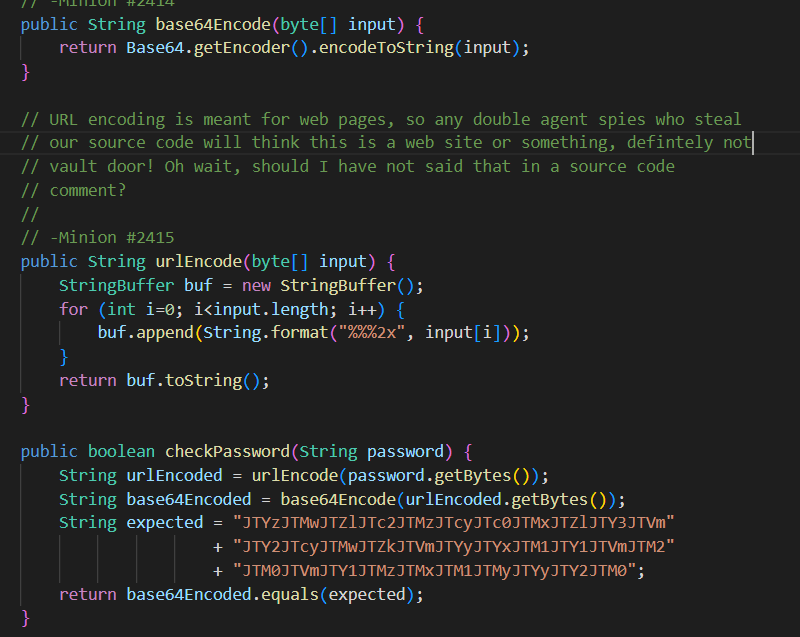 // -Minion #2414
public String base64Encode(byte[] input) {
    return Base64.getEncoder().encodeToString(input);
}

// URL encoding is meant for web pages, so any double agent spies who steal
// our source code will think this is a web site or something, defintely not
// vault door! Oh wait, should I have not said that in a source code
// comment?
//
// -Minion #2415
public String urlEncode(byte[] input) {
    StringBuffer buf = new StringBuffer();
    for (int i=0; i<input.length; i++) {
        buf.append(String.format("%%%2x", input[i]));
    }
    return buf.toString();
}

public boolean checkPassword(String password) {
    String urlEncoded = urlEncode(password.getBytes());
    String base64Encoded = base64Encode(urlEncoded.getBytes());
    String expected = "JTYzJTMwJTZlJTc2JTMzJTcyJTc0JTMxJTZlJTY3JTVm"
                    + "JTY2JTcyJTMwJTZkJTVmJTYyJTYxJTM1JTY1JTVmJTM2"
                    + "JTM0JTVmJTY1JTMzJTMxJTM1JTMyJTYyJTY2JTM0";
    return base64Encoded.equals(expected);
}